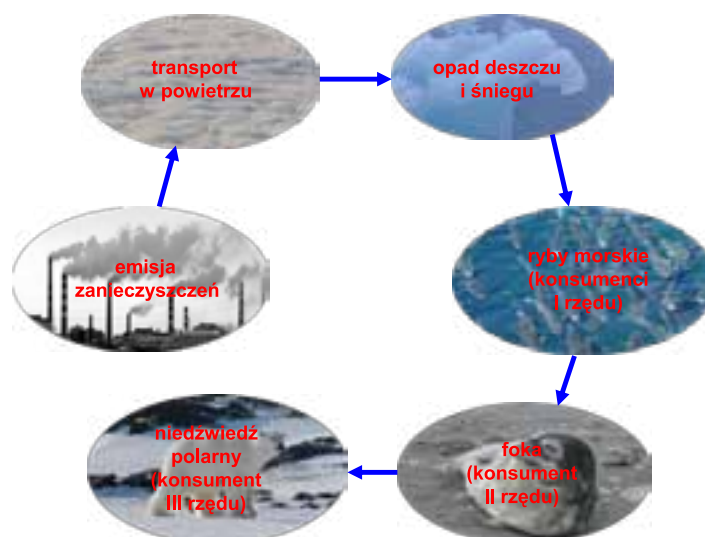 transport
w powietrzu
opad deszczu
i śniegu
ryby morskie
(konsumenci
I rzędu)
foka
(konsument
II rzędu)
niedźwiedź
polarny
(konsument
III rzędu)
emisja
zanieczyszczeń